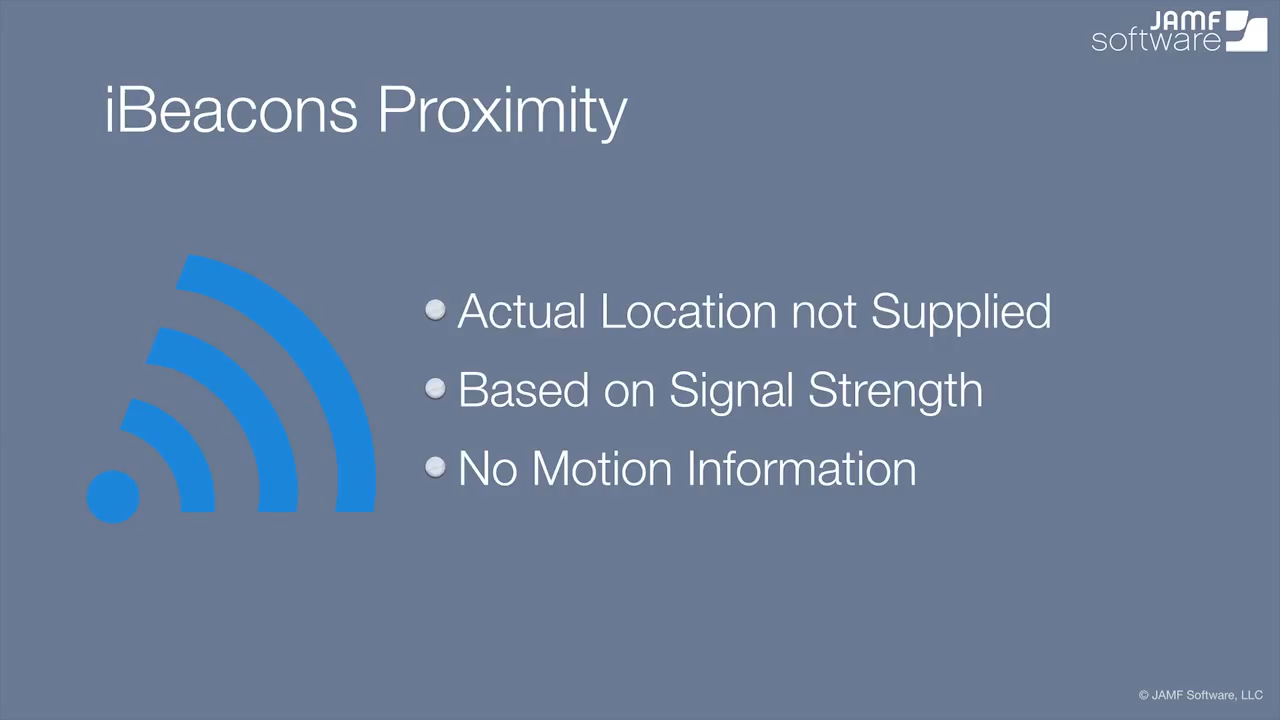 JAMF
software
iBeacons Proximity
Actual Location not Supplied
Based on Signal Strength
No Motion Information
© JAMF Software, LLC